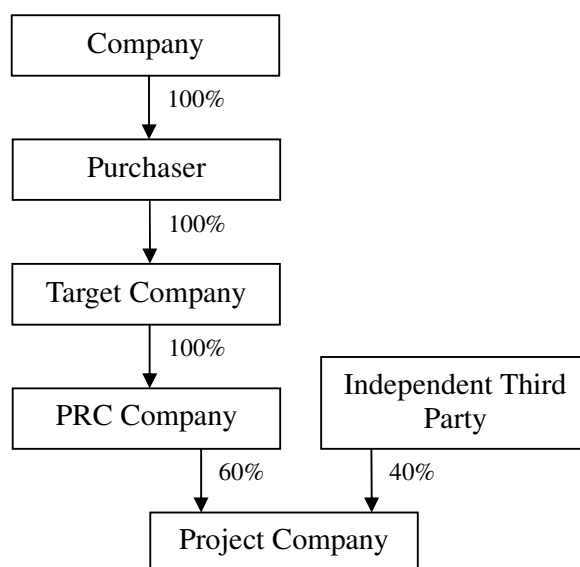 Company
100%
Purchaser
100%
Target Company
100%
PRC Company
Independent Third
Party
60%
40%
Project Company